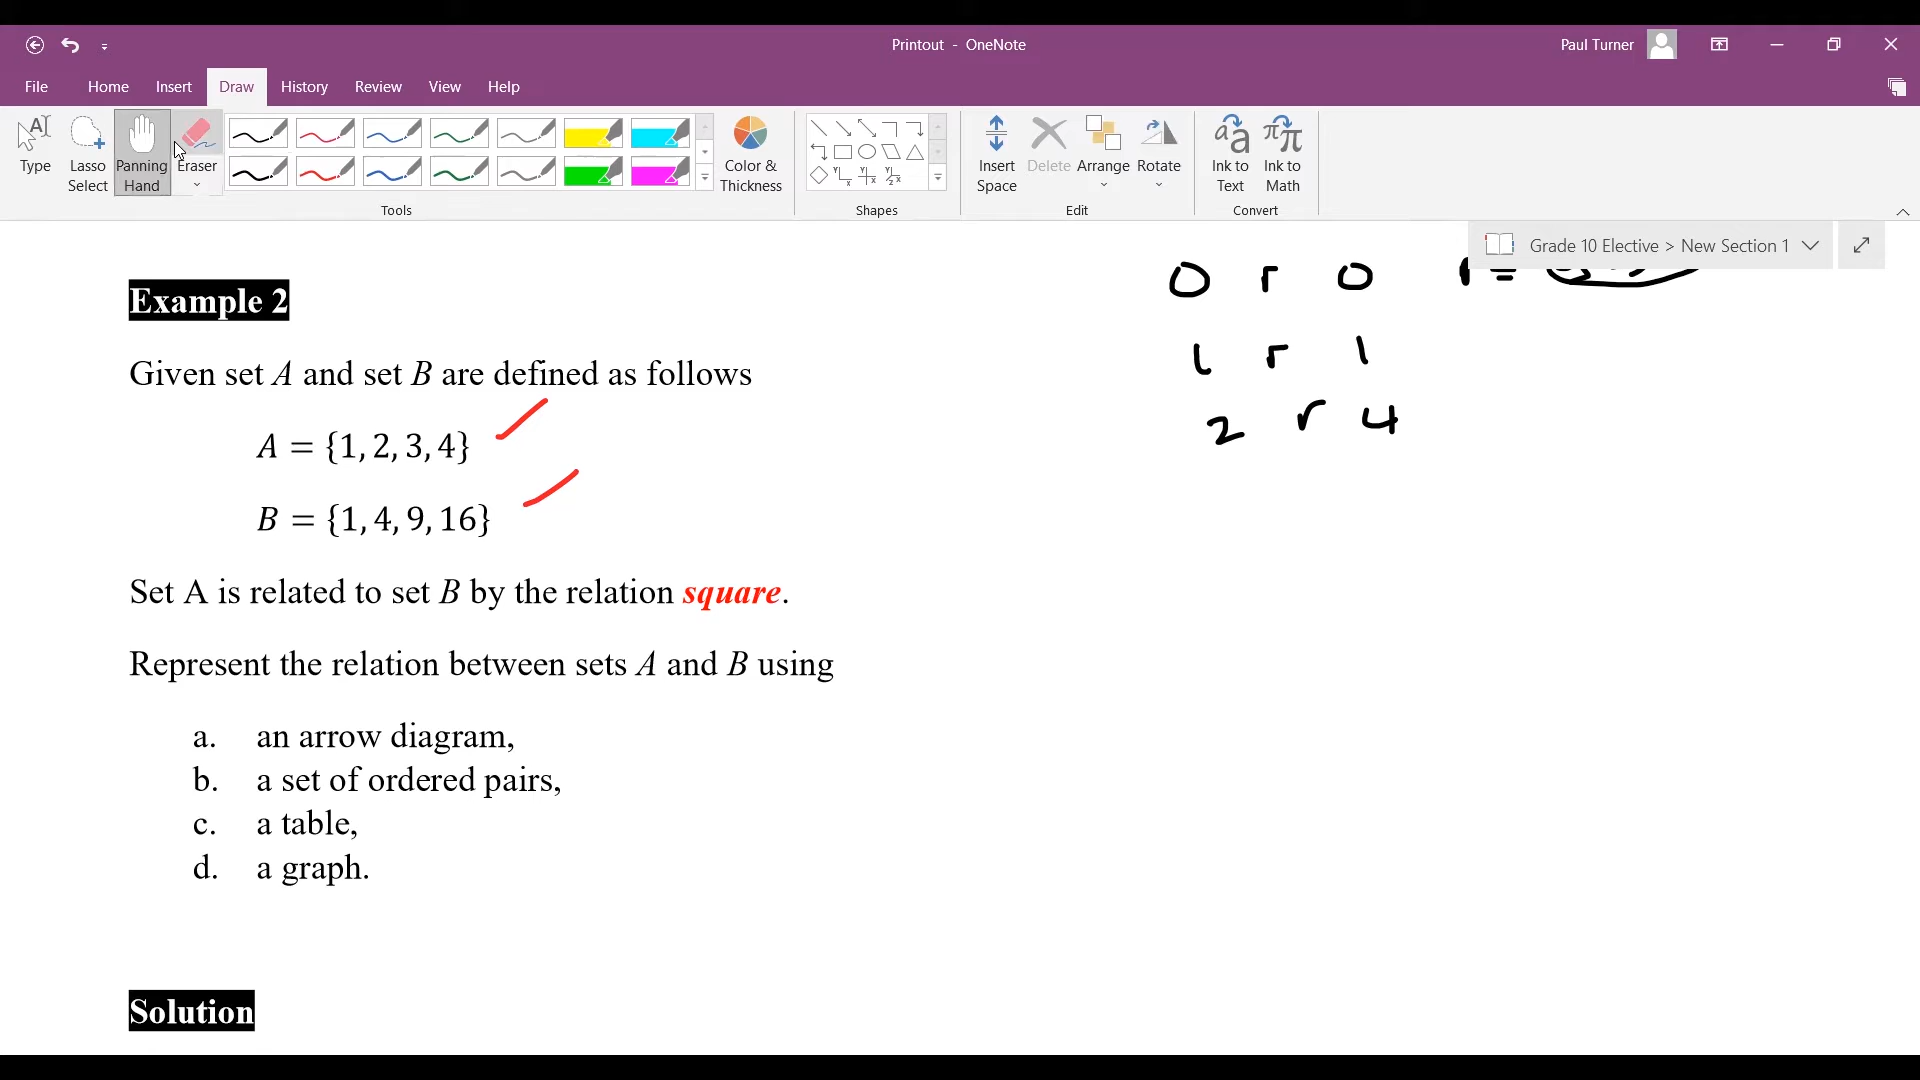 Printout - OneNote
Paul Turner
File Home Insert Draw History Review View Help
Type
Lasso Select
Panning Hand
Eraser
Color & Thickness
Insert Space
Delete
Arrange
Rotate
Ink to Text
Ink to Math
Tools
Shapes
Edit
Convert
Grade 10 Elective > New Section 1
0 r 0 r =
1 r 1
2 r 4
Example 2
Given set A and set B are defined as follows
A = {1, 2, 3, 4}
B = {1, 4, 9, 16}
Set A is related to set B by the relation square.
Represent the relation between sets A and B using
a. an arrow diagram,
b. a set of ordered pairs,
c. a table,
d. a graph.
Solution